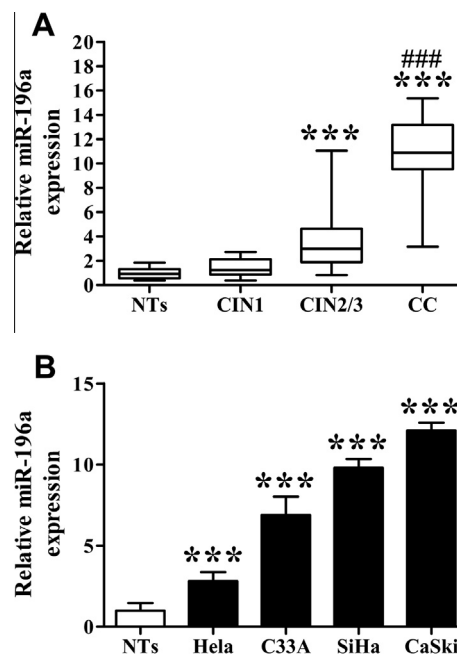 A
Relative miR-196a
expression
20
18
16
14
12
10
8
6
4
2
0
***
###
***
NTs CIN1 CIN2/3 CC
B
Relative miR-196a
expression
15
10
5
0
***
***
***
***
NTs Hela C33A SiHa CaSki